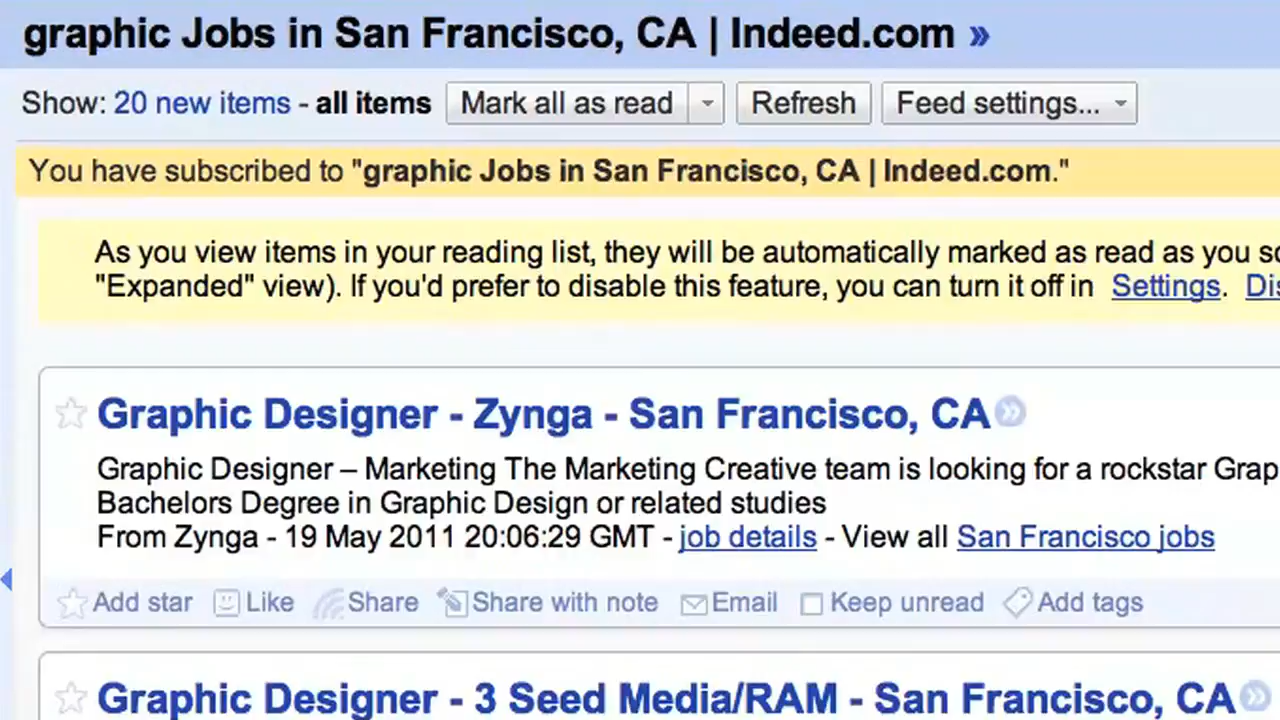 graphic Jobs in San Francisco, CA | Indeed.com »
Show: 20 new items - all items Mark all as read Refresh Feed settings...
You have subscribed to "graphic Jobs in San Francisco, CA | Indeed.com."
As you view items in your reading list, they will be automatically marked as read as you
"Expanded" view). If you'd prefer to disable this feature, you can turn it off in Settings.
Graphic Designer - Zynga - San Francisco, CA »
Graphic Designer – Marketing The Marketing Creative team is looking for a rockstar
Bachelors Degree in Graphic Design or related studies
From Zynga - 19 May 2011 20:06:29 GMT - job details - View all San Francisco jobs
Add star Like Share Share with note Email Keep unread Add tags
Graphic Designer - 3 Seed Media/RAM - San Francisco, CA »